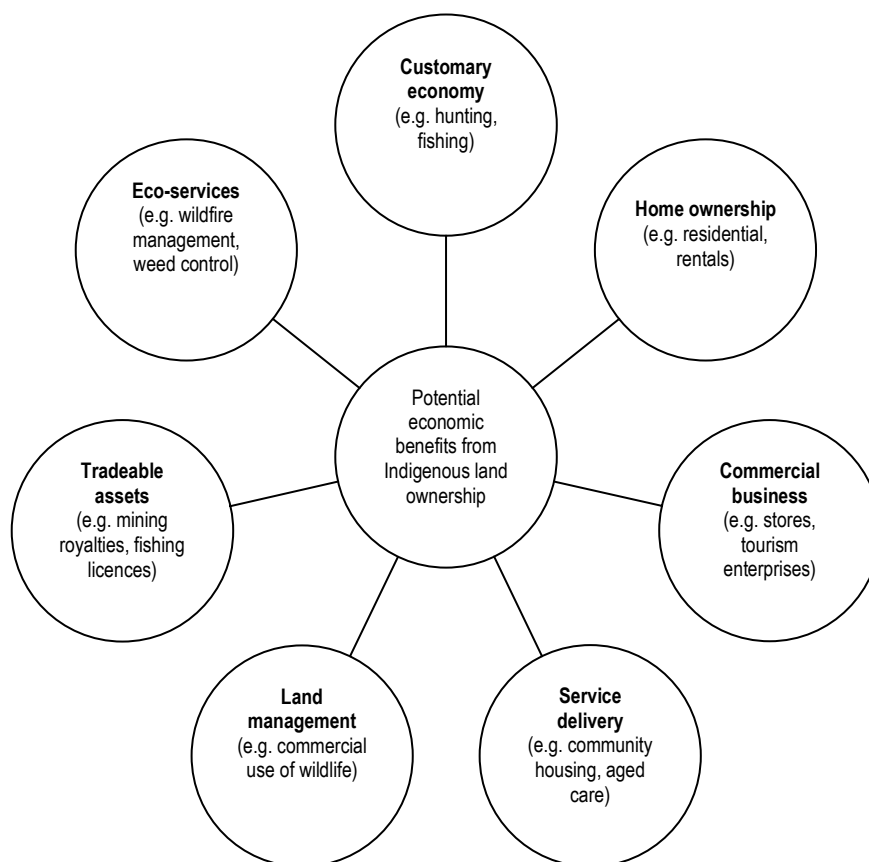 Customary
economy
(e.g. hunting,
fishing)
Eco-services
(e.g. wildfire
management,
weed control)
Home ownership
(e.g. residential,
rentals)
Potential
economic
benefits from
Indigenous land
ownership
Tradeable
assets
(e.g. mining
royalties, fishing
licences)
Commercial
business
(e.g. stores,
tourism
enterprises)
Land
management
(e.g. commercial
use of wildlife)
Service
delivery
(e.g. community
housing, aged
care)